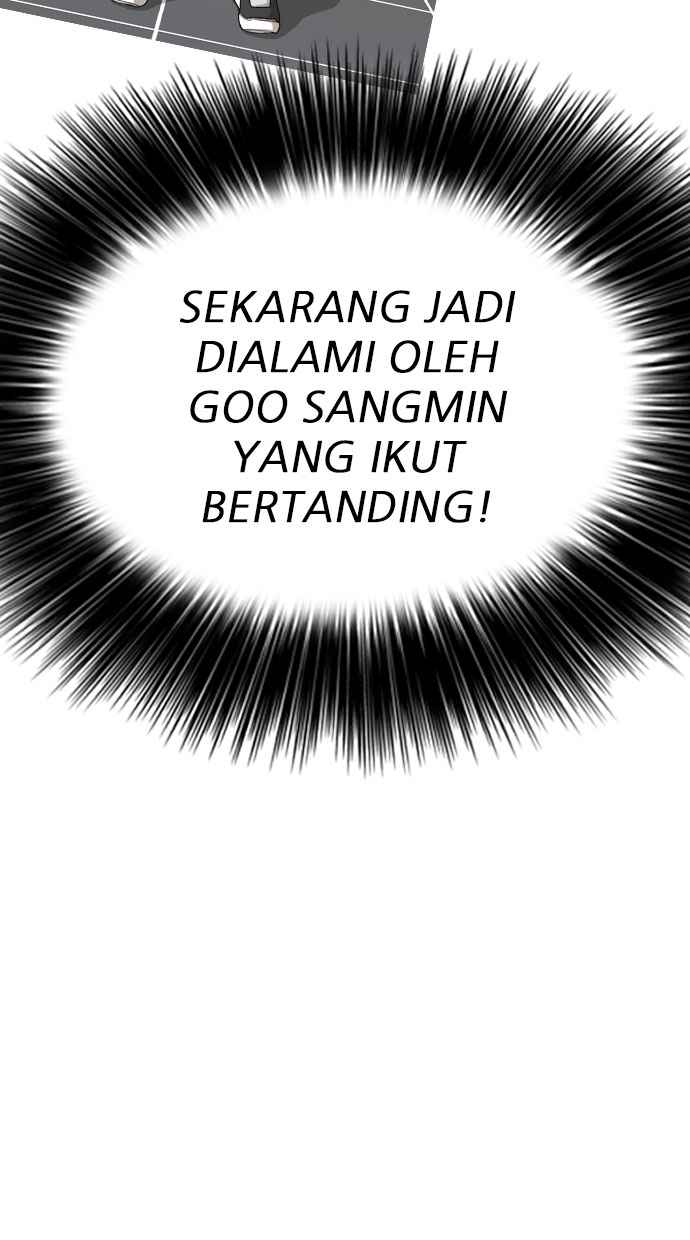 SEKARANG JADI
DIALAMI OLEH
GOO SANGMIN
YANG IKUT
BERTANDING!